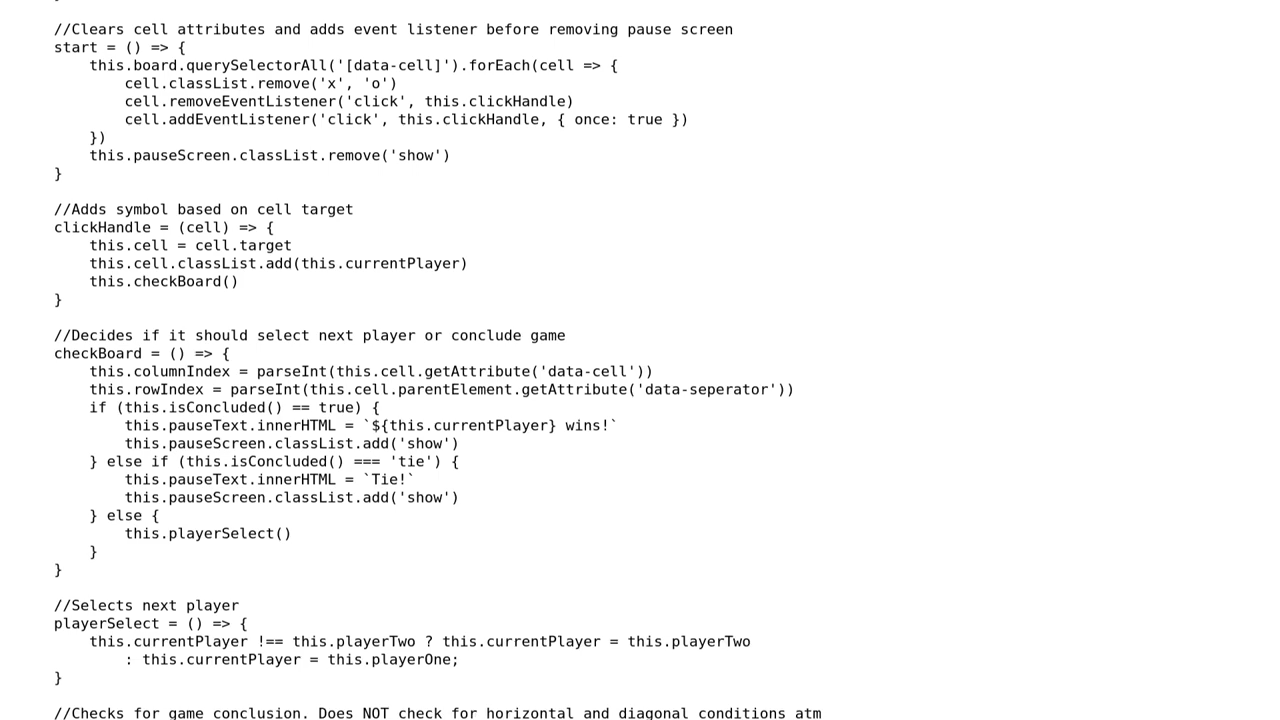 //Clears cell attributes and adds event listener before removing pause screen
start = () => {
this.board.querySelectorAll('[data-cell]').forEach(cell => {
cell.classList.remove('x', 'o')
cell.removeEventListener('click', this.clickHandle)
cell.addEventListener('click', this.clickHandle, { once: true })
})
this.pauseScreen.classList.remove('show')
}
//Adds symbol based on cell target
clickHandle = (cell) => {
this.cell = cell.target
this.cell.classList.add(this.currentPlayer)
this.checkBoard()
}
//Decides if it should select next player or conclude game
checkBoard = () => {
this.columnIndex = parseInt(this.cell.getAttribute('data-cell'))
this.rowIndex = parseInt(this.cell.parentElement.getAttribute('data-seperator'))
if (this.isConcluded() == true) {
this.pauseText.innerHTML = `${this.currentPlayer} wins!`
this.pauseScreen.classList.add('show')
} else if (this.isConcluded() === 'tie') {
this.pauseText.innerHTML = `Tie!`
this.pauseScreen.classList.add('show')
} else {
this.playerSelect()
}
}
//Selects next player
playerSelect = () => {
this.currentPlayer !== this.playerTwo ? this.currentPlayer = this.playerTwo
: this.currentPlayer = this.playerOne;
}
//Checks for game conclusion. Does NOT check for horizontal and diagonal conditions atm